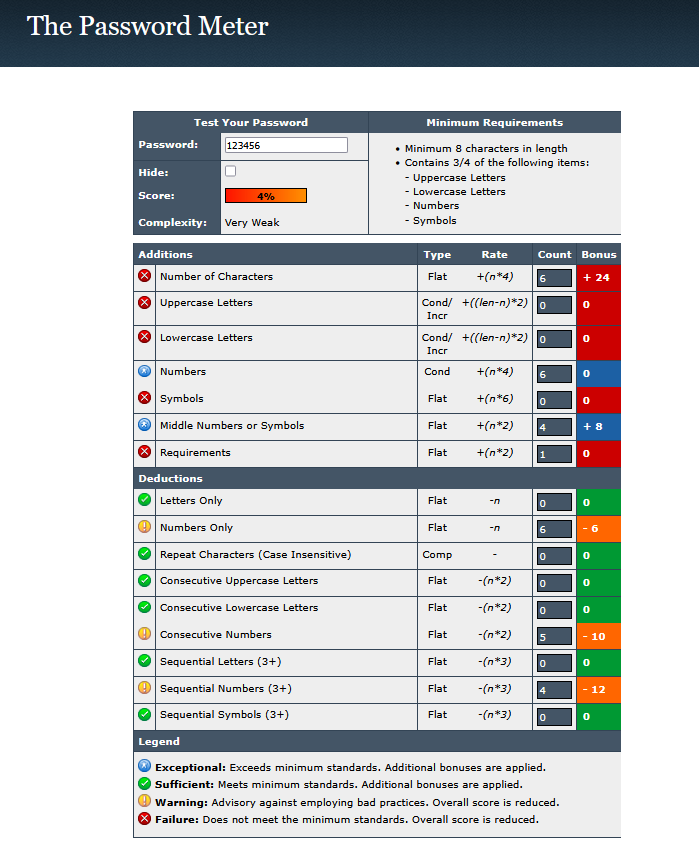 The Password Meter
Test Your Password
Minimum Requirements
Password:
123456
Hide:
Score:
4%
Complexity:
Very Weak
• Minimum 8 characters in length
• Contains 3/4 of the following items:
- Uppercase Letters
- Lowercase Letters
- Numbers
- Symbols
Additions Type Rate Count Bonus
Number of Characters Flat +(n*4) 6 + 24
Uppercase Letters Cond/ Incr +((len-n)*2) 0 0
Lowercase Letters Cond/ Incr +((len-n)*2) 0 0
Numbers Cond +(n*4) 6 0
Symbols Flat +(n*6) 0 0
Middle Numbers or Symbols Flat +(n*2) 4 + 8
Requirements Flat +(n*2) 1 0
Deductions
Letters Only Flat -n 0 0
Numbers Only Flat -n 6 - 6
Repeat Characters (Case Insensitive) Comp - 0 0
Consecutive Uppercase Letters Flat -(n*2) 0 0
Consecutive Lowercase Letters Flat -(n*2) 0 0
Consecutive Numbers Flat -(n*2) 5 - 10
Sequential Letters (3+) Flat -(n*3) 0 0
Sequential Numbers (3+) Flat -(n*3) 4 - 12
Sequential Symbols (3+) Flat -(n*3) 0 0
Legend
Exceptional: Exceeds minimum standards. Additional bonuses are applied.
Sufficient: Meets minimum standards. Additional bonuses are applied.
Warning: Advisory against employing bad practices. Overall score is reduced.
Failure: Does not meet the minimum standards. Overall score is reduced.